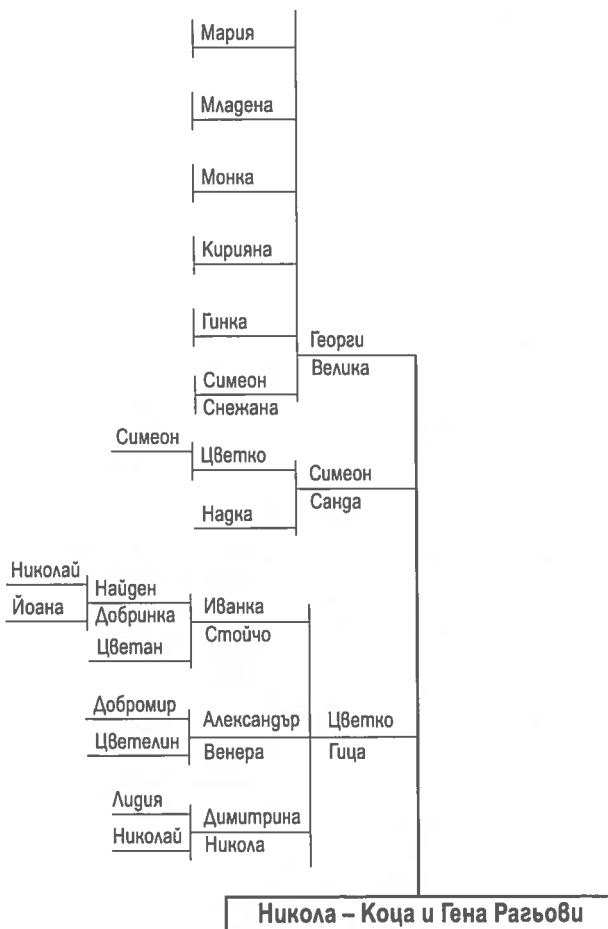 Мария
Младена
Монка
Кирияна
Гинка
Георги
Велика
Симеон
Снежана
Симеон
Цветко
Симеон
Санда
Надка
Николай
Найден
Йоана
Добринка
Иванка
Стойчо
Цветан
Добромир
Александър
Цветко
Цветелин
Венера
Гица
Лидия
Димитрина
Николай
Никола
Никола – Коца и Гена Рагьови